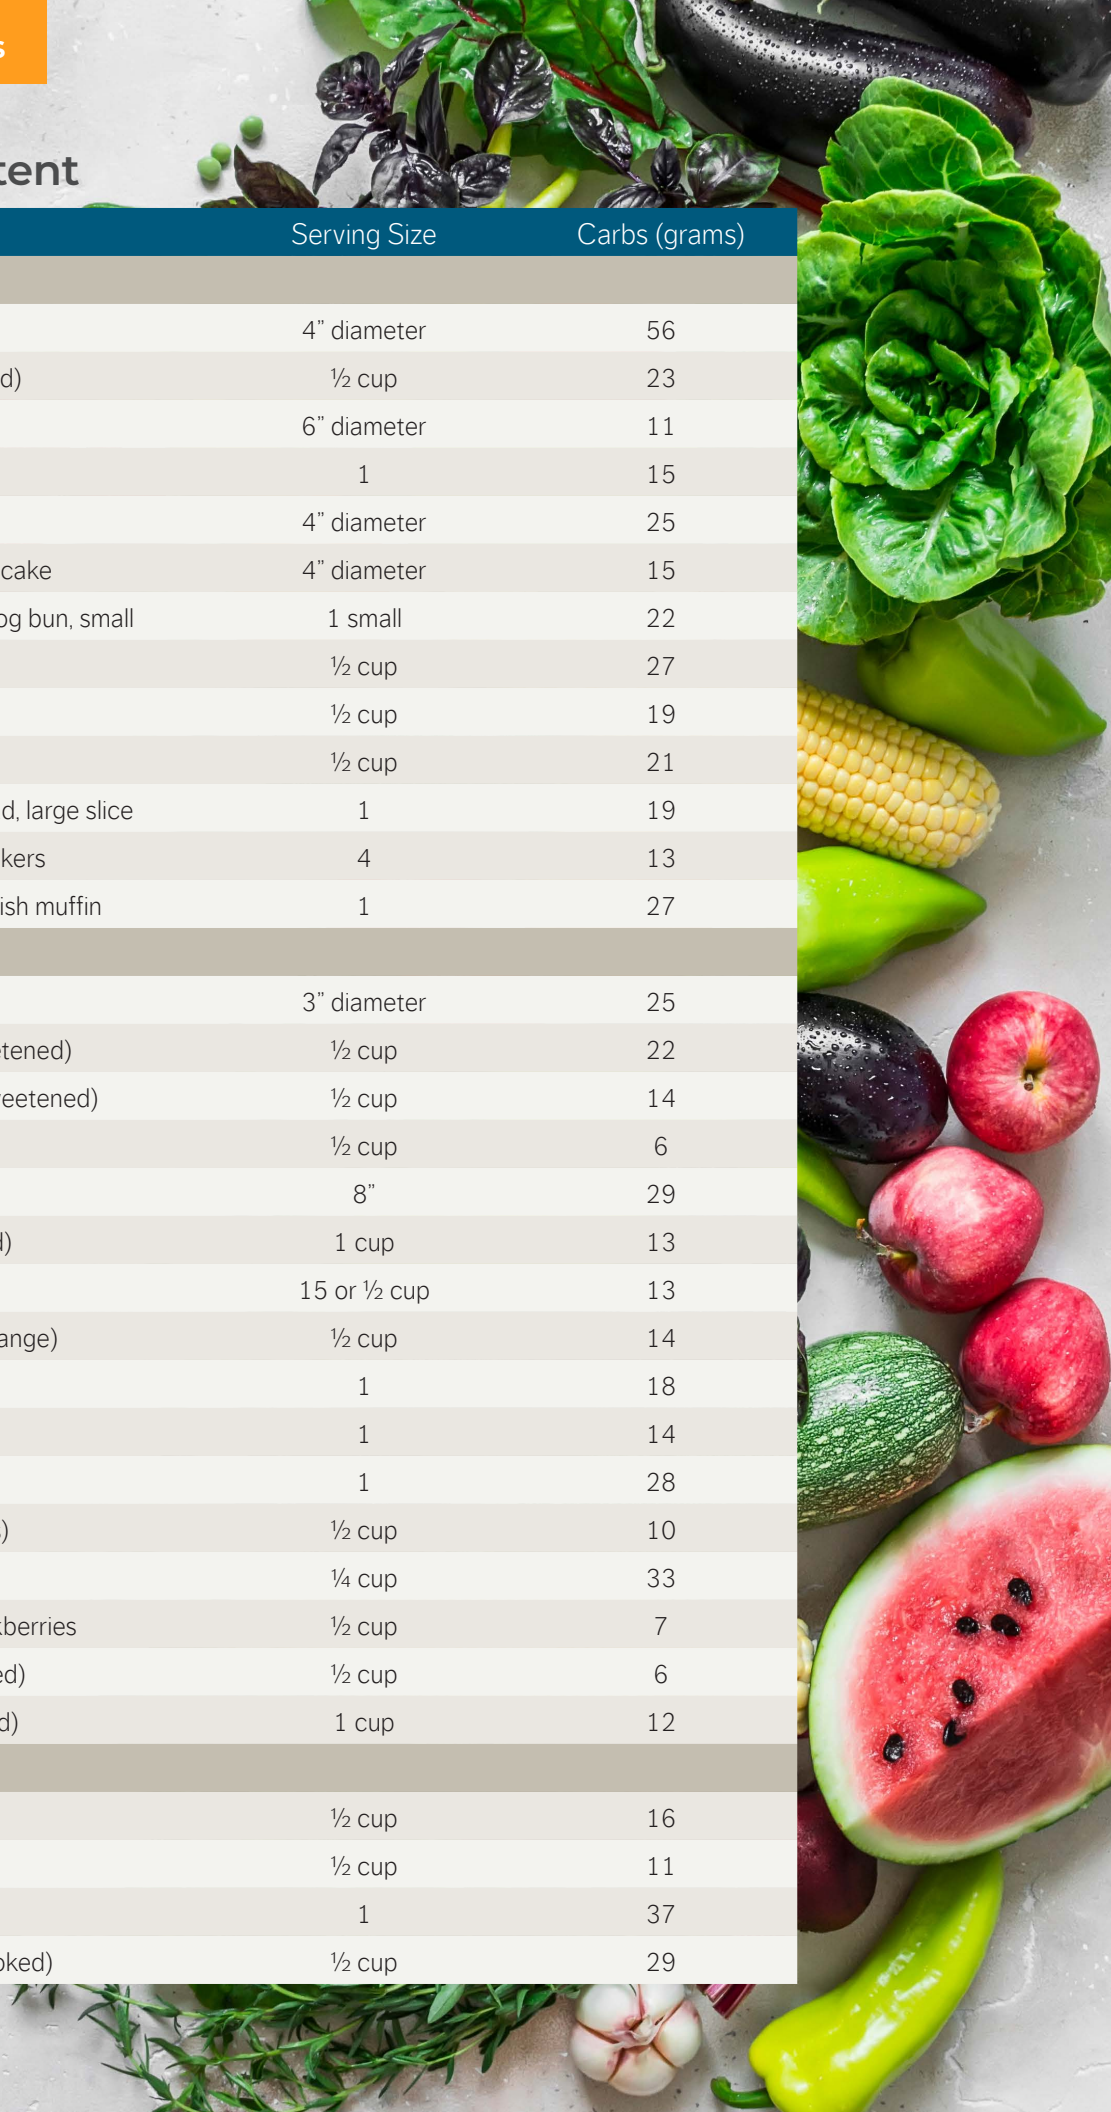 s
tent
Serving Size Carbs (grams)
4” diameter 56
d) ½ cup 23
6” diameter 11
1 15
4” diameter 25
cake 4” diameter 15
og bun, small 1 small 22
½ cup 27
½ cup 19
½ cup 21
d, large slice 1 19
kers 4 13
ish muffin 1 27
3” diameter 25
etened) ½ cup 22
eetened) ½ cup 14
½ cup 6
8” 29
d) 1 cup 13
15 or ½ cup 13
ange) ½ cup 14
1 18
1 14
1 28
) ½ cup 10
¼ cup 33
kberries ½ cup 7
ed) ½ cup 6
d) 1 cup 12
½ cup 16
½ cup 11
1 37
oked) ½ cup 29